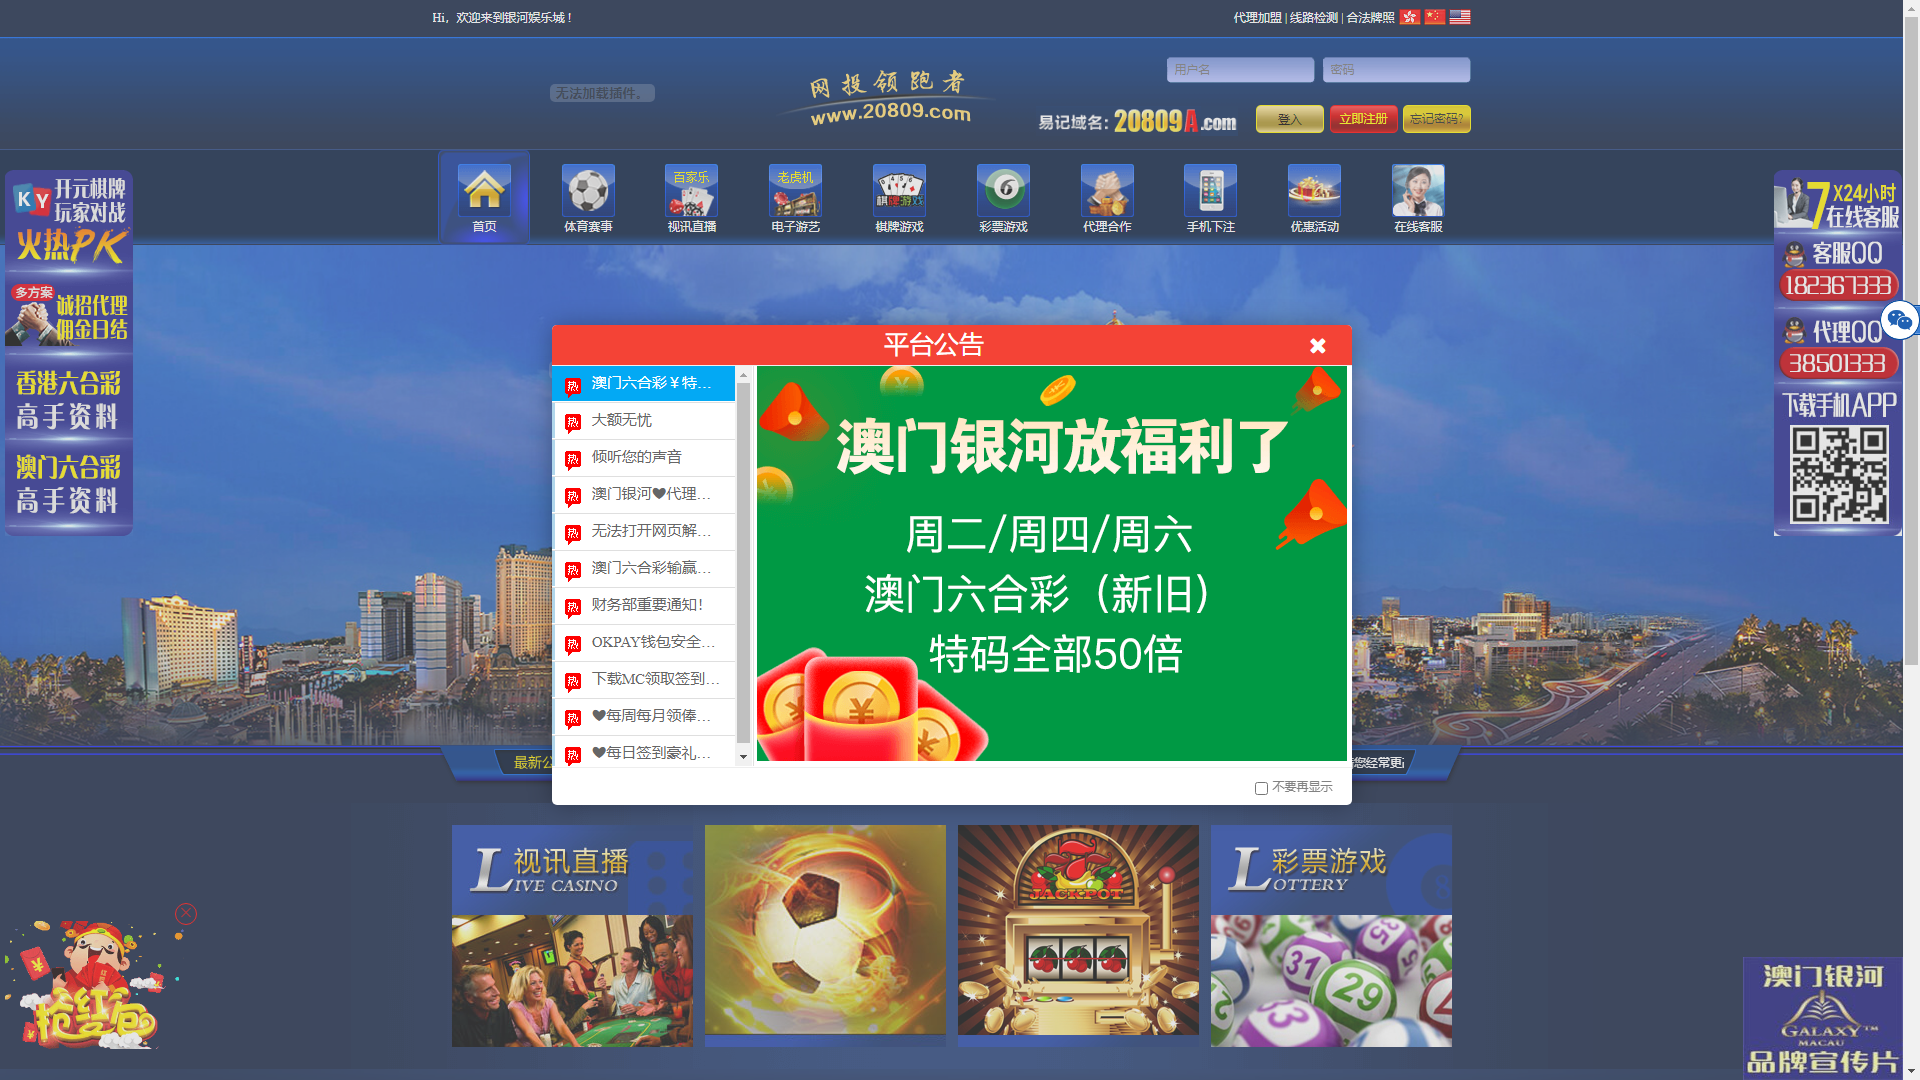 Hi，欢迎来到银河娱乐城！
代理加盟 | 线路检测 | 合法牌照
用户名
密码
无法加载插件。
网投领跑者
www.20809.com
易记域名: 20809A.com
登入
立即注册
忘记密码?
首页
体育赛事
百家乐
视讯直播
老虎机
电子游艺
棋牌游戏
棋牌游戏
彩票游戏
代理合作
手机下注
优惠活动
在线客服
KY 开元棋牌
玩家对战
火热PK
多方案
诚招代理
佣金日结
香港六合彩
高手资料
澳门六合彩
高手资料
7X24小时
在线客服
客服QQ
182367333
代理QQ
38501333
下载手机APP
平台公告
热 澳门六合彩￥特...
热 大额无忧
热 倾听您的声音
热 澳门银河❤代理...
热 无法打开网页解...
热 澳门六合彩输赢...
热 财务部重要通知！
热 OKPAY钱包安全...
热 下载MC领取签到...
热 ❤每周每月领俸...
热 ❤每日签到豪礼...
澳门银河放福利了
周二/周四/周六
澳门六合彩（新旧）
特码全部50倍
不要再显示
最新公
您经常更
视讯直播
LIVE CASINO
JACKPOT
彩票游戏
LOTTERY
31
29
35
23
26
抢红包
澳门银河
GALAXY™
MACAU
品牌宣传片